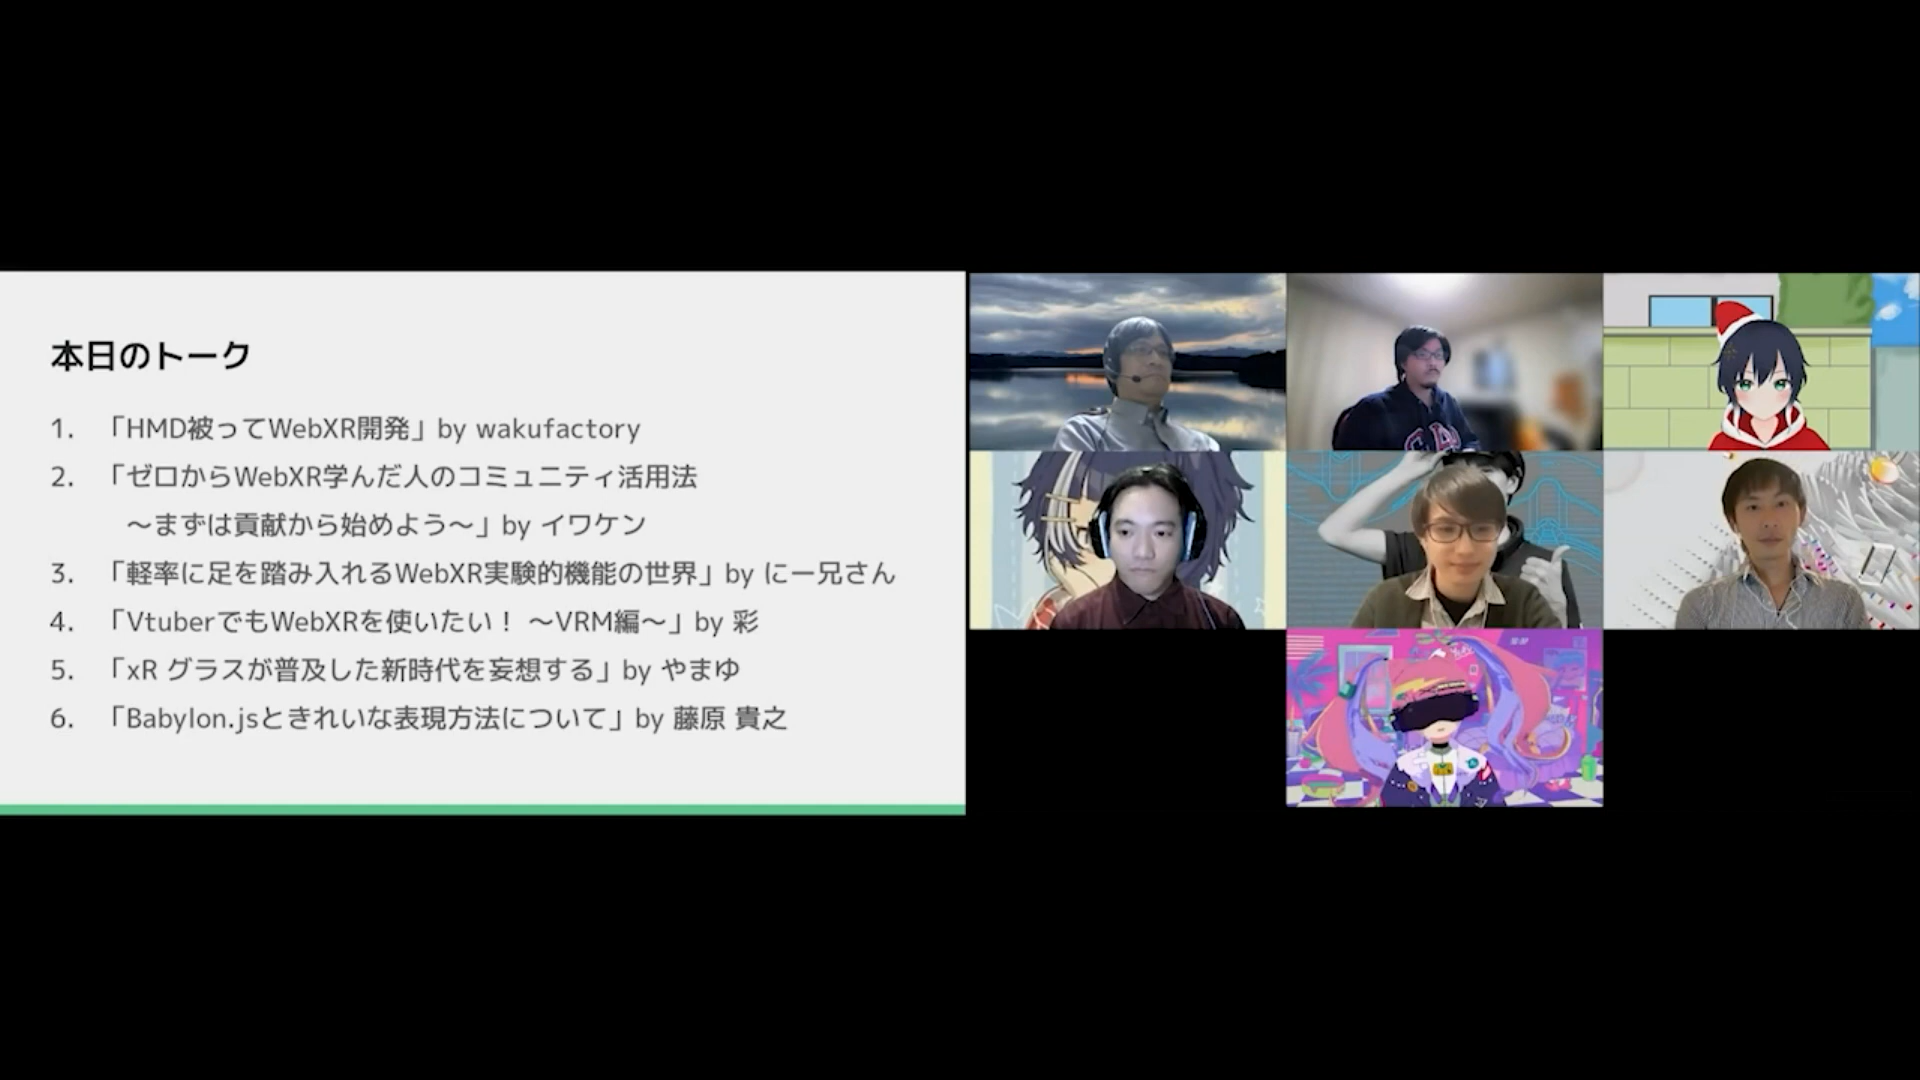 本日のトーク
1. 「HMD被ってWebXR開発」by wakufactory
2. 「ゼロからWebXR学んだ人のコミュニティ活用法
～まずは貢献から始めよう～」by イワケン
3. 「軽率に足を踏み入れるWebXR実験的機能の世界」by にー兄さん
4. 「VtuberでもWebXRを使いたい！ ～VRM編～」by 彩
5. 「xR グラスが普及した新時代を妄想する」by やまゆ
6. 「Babylon.jsときれいな表現方法について」by 藤原 貴之